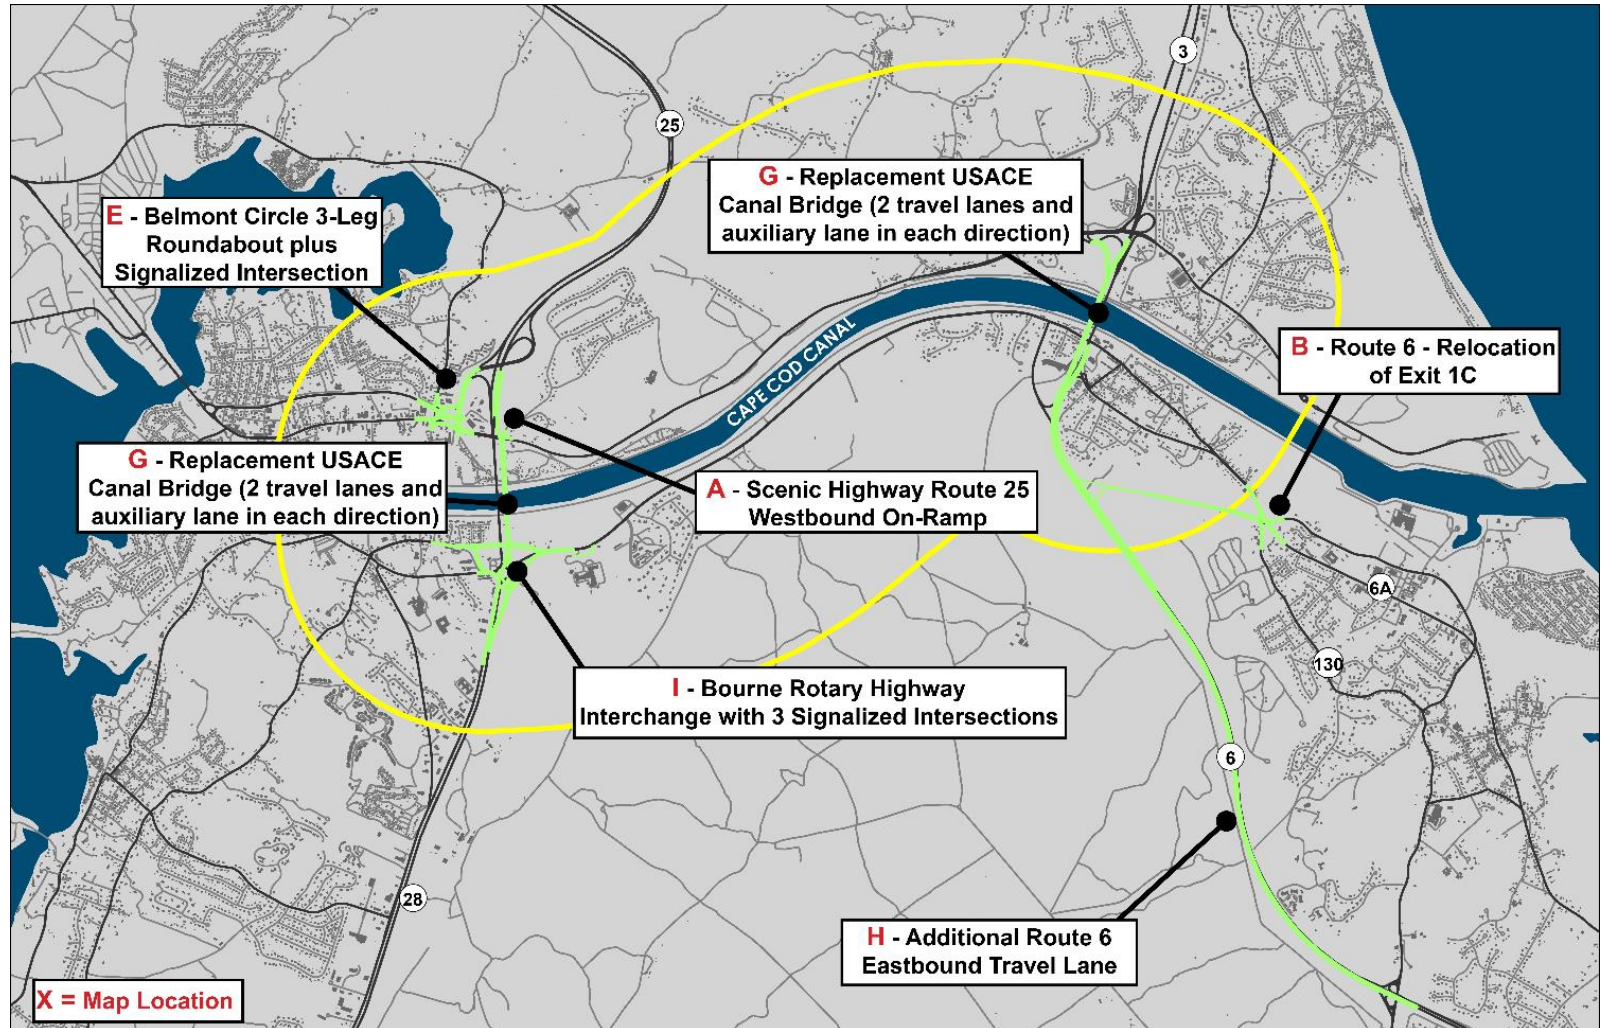 3
25
G - Replacement USACE
Canal Bridge (2 travel lanes and
auxiliary lane in each direction)
E - Belmont Circle 3-Leg
Roundabout plus
Signalized Intersection
B - Route 6 - Relocation
of Exit 1C
CAPE COD CANAL
G - Replacement USACE
Canal Bridge (2 travel lanes and
auxiliary lane in each direction)
A - Scenic Highway Route 25
Westbound On-Ramp
6A
130
I - Bourne Rotary Highway
Interchange with 3 Signalized Intersections
6
28
H - Additional Route 6
Eastbound Travel Lane
X = Map Location